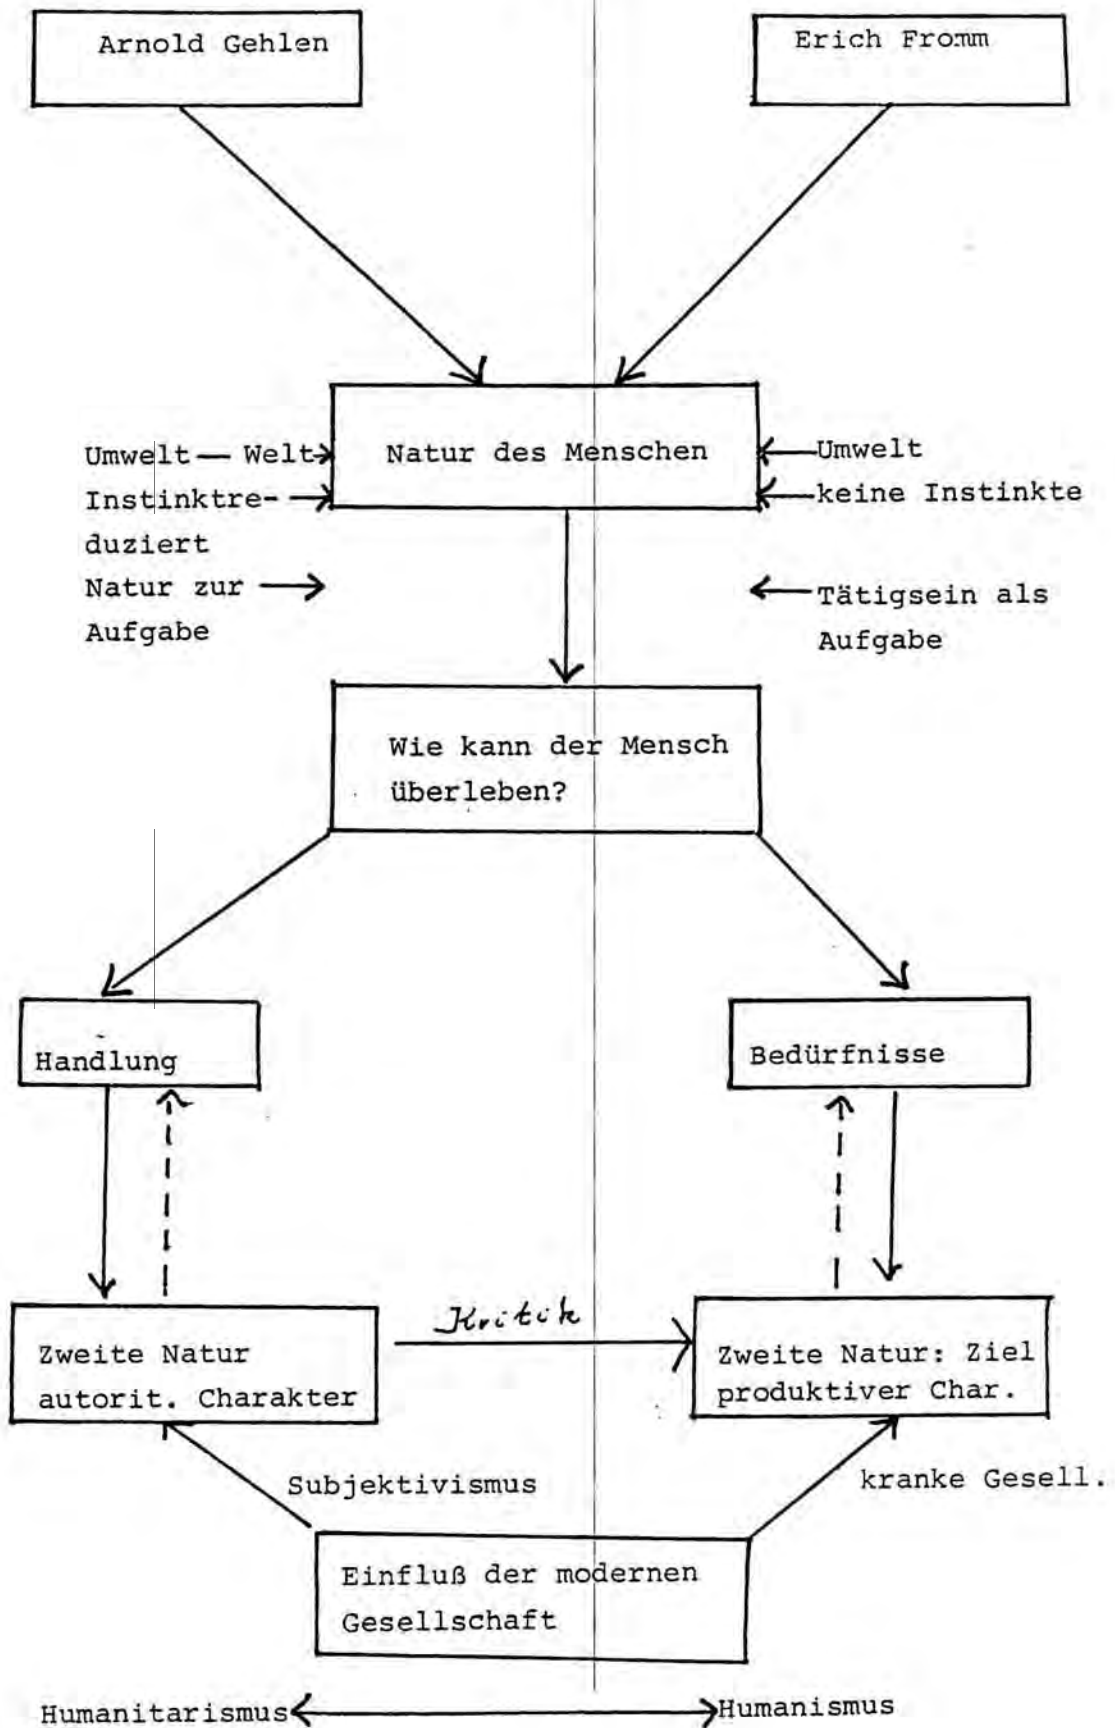 Arnold Gehlen
Erich Fromm
Umwelt — Welt
Natur des Menschen
Umwelt
Instinktre-
duziert
keine Instinkte
Natur zur
Aufgabe
Tätigsein als
Aufgabe
Wie kann der Mensch
überleben?
Handlung
Bedürfnisse
Kritik
Zweite Natur
autorit. Charakter
Zweite Natur: Ziel
produktiver Char.
Subjektivismus
kranke Gesell.
Einfluß der modernen
Gesellschaft
Humanitarismus
Humanismus